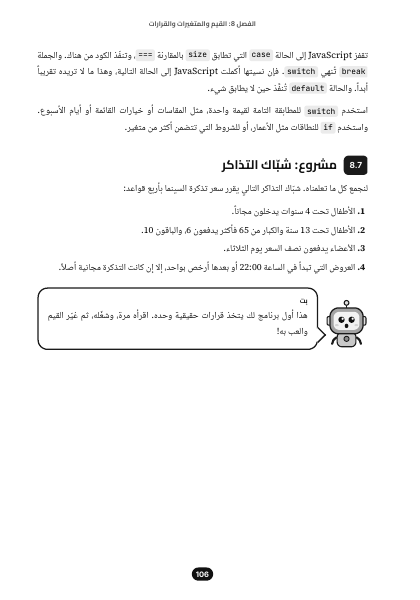 الفصل 8: القيم والمتغيرات والقرارات
تقفز JavaScript إلى الحالة case التي تطابق size بالمقارنة ===، وتنفّذ الكود من هناك. والجملة
break تُنهي switch. فإن نسيتها أكملت JavaScript إلى الحالة التالية، وهذا ما لا تريده تقريباً
أبداً. والحالة default تُنفَّذ حين لا يطابق شيء.
استخدم switch للمطابقة التامة لقيمة واحدة، مثل المقاسات أو خيارات القائمة أو أيام الأسبوع.
واستخدم if للنطاقات مثل الأعمار، أو للشروط التي تتضمن أكثر من متغير.
8.7 مشروع: شبّاك التذاكر
لنجمع كل ما تعلمناه. شبّاك التذاكر التالي يقرر سعر تذكرة السينما بأربع قواعد:
1. الأطفال تحت 4 سنوات يدخلون مجاناً.
2. الأطفال تحت 13 سنة والكبار من 65 فأكثر يدفعون 6، والباقون 10.
3. الأعضاء يدفعون نصف السعر يوم الثلاثاء.
4. العروض التي تبدأ في الساعة 22:00 أو بعدها أرخص بواحد، إلا إن كانت التذكرة مجانية أصلاً.
بت
هذا أول برنامج لك يتخذ قرارات حقيقية وحده. اقرأه مرة، وشغّله، ثم غيّر القيم
والعب به!
106